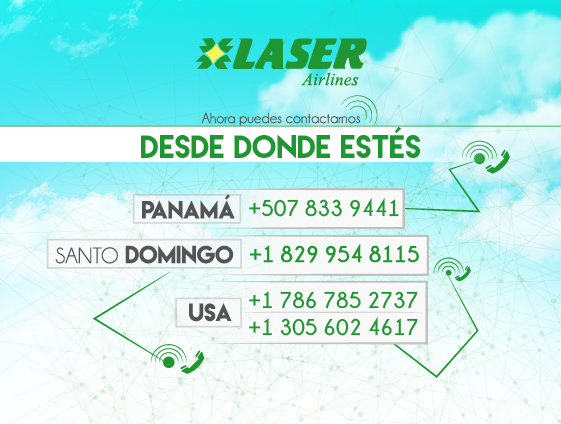 LASER
Airlines
Ahora puedes contactarnos
DESDE DONDE ESTÉS
PANAMÁ +507 833 9441
SANTO DOMINGO +1 829 954 8115
USA +1 786 785 2737
+1 305 602 4617